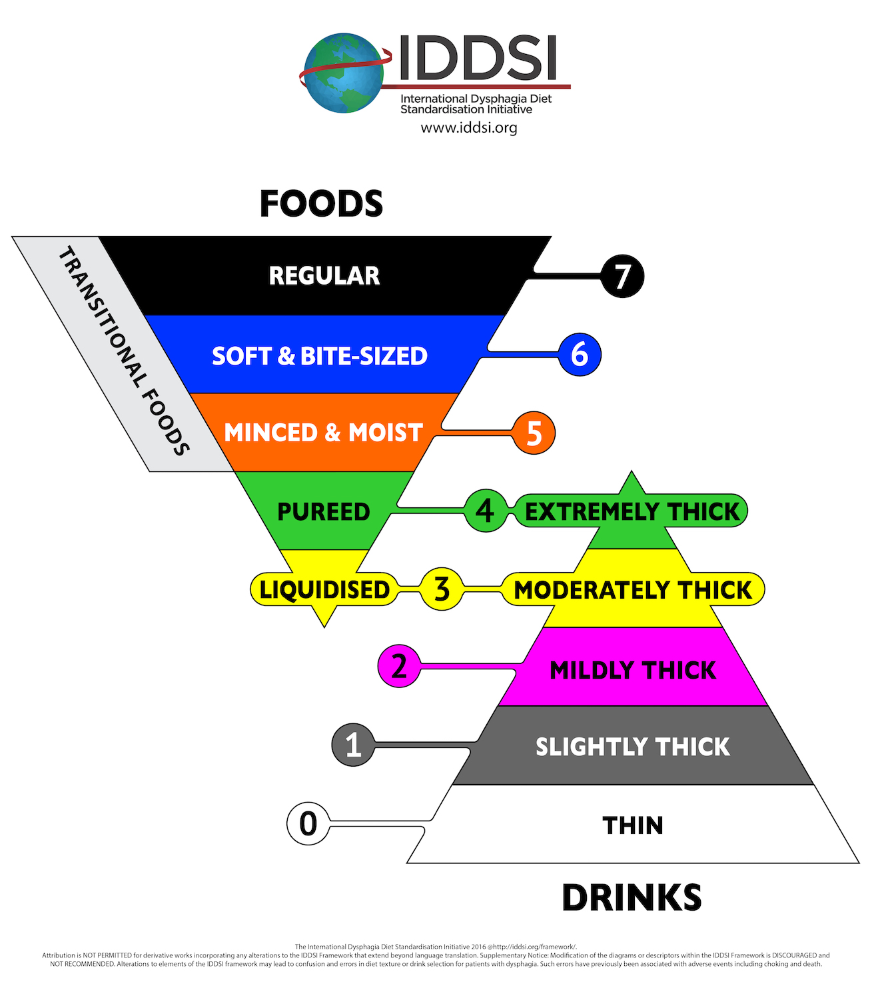 IDDSI
International Dysphagia Diet
Standardisation Initiative
www.iddsi.org
FOODS
TRANSITIONAL FOODS
REGULAR
7
SOFT & BITE-SIZED
6
MINCED & MOIST
5
PUREED
4
EXTREMELY THICK
LIQUIDISED
3
MODERATELY THICK
2
MILDLY THICK
1
SLIGHTLY THICK
0
THIN
DRINKS
The International Dysphagia Diet Standardisation Initiative 2016 @http://iddsi.org/framework/.
Attribution is NOT PERMITTED for derivative works incorporating any alterations to the IDDSI Framework that extend beyond language translation. Supplementary Notice: Modification of the diagrams or descriptors within the IDDSI Framework is DISCOURAGED and
NOT RECOMMENDED. Alterations to elements of the IDDSI framework may lead to confusion and errors in diet texture or drink selection for patients with dysphagia. Such errors have previously been associated with adverse events including choking and death.